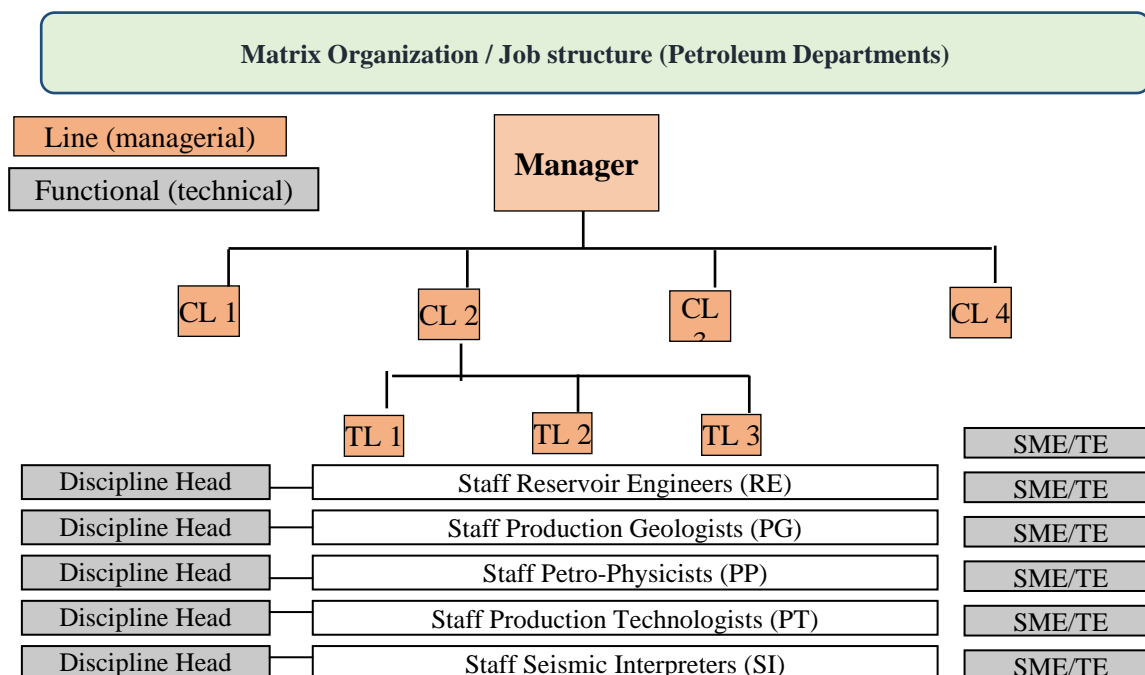 Matrix Organization / Job structure (Petroleum Departments)
Line (managerial)
Functional (technical)
Manager
CL 1
CL 2
CL
CL 4
TL 1
TL 2
TL 3
SME/TE
Discipline Head
Staff Reservoir Engineers (RE)
SME/TE
Discipline Head
Staff Production Geologists (PG)
SME/TE
Discipline Head
Staff Petro-Physicists (PP)
SME/TE
Discipline Head
Staff Production Technologists (PT)
SME/TE
Discipline Head
Staff Seismic Interpreters (SI)
SME/TE